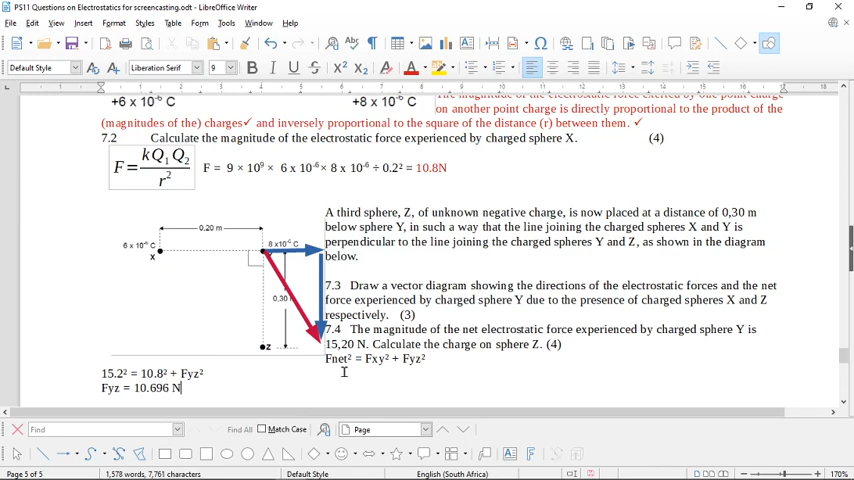 PS11 Questions on Electrostatics for screencasting.odt - LibreOffice Writer
File Edit View Insert Format Styles Table Form Tools Window Help
Default Style Liberation Serif 9
+6 x 10⁻⁶ C +8 x 10⁻⁶ C
on another point charge is directly proportional to the product of the
(magnitudes of the) charges✓ and inversely proportional to the square of the distance (r) between them. ✓
7.2 Calculate the magnitude of the electrostatic force experienced by charged sphere X. (4)
F = kQ₁Q₂ / r² F = 9 × 10⁹ × 6 x 10⁻⁶ × 8 x 10⁻⁶ ÷ 0.2² = 10.8N
A third sphere, Z, of unknown negative charge, is now placed at a distance of 0,30 m
below sphere Y, in such a way that the line joining the charged spheres X and Y is
perpendicular to the line joining the charged spheres Y and Z, as shown in the diagram
below.
0.20 m
6 x 10⁻⁶ C
8 x10⁻⁶ C
X
0,30
Z
7.3 Draw a vector diagram showing the directions of the electrostatic forces and the net
force experienced by charged sphere Y due to the presence of charged spheres X and Z
respectively. (3)
7.4 The magnitude of the net electrostatic force experienced by charged sphere Y is
15,20 N. Calculate the charge on sphere Z. (4)
Fnet² = Fxy² + Fyz²
15.2² = 10.8² + Fyz²
Fyz = 10.696 N
Find Find All Match Case Page
Page 5 of 5 1,578 words, 7,761 characters Default Style English (South Africa) 170%